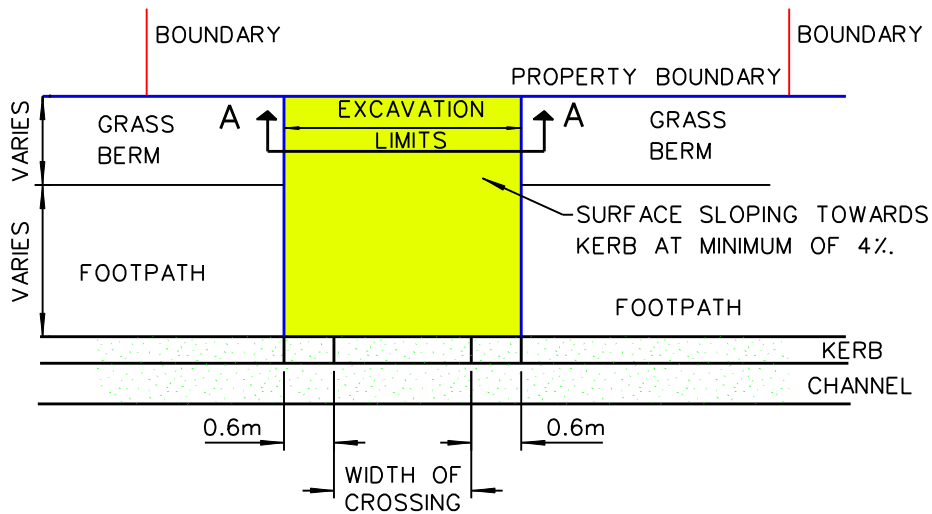 BOUNDARY
BOUNDARY
PROPERTY BOUNDARY
VARIES
GRASS
BERM
A
EXCAVATION
LIMITS
A
GRASS
BERM
SURFACE SLOPING TOWARDS
KERB AT MINIMUM OF 4%.
VARIES
FOOTPATH
FOOTPATH
KERB
CHANNEL
0.6m
0.6m
WIDTH OF
CROSSING